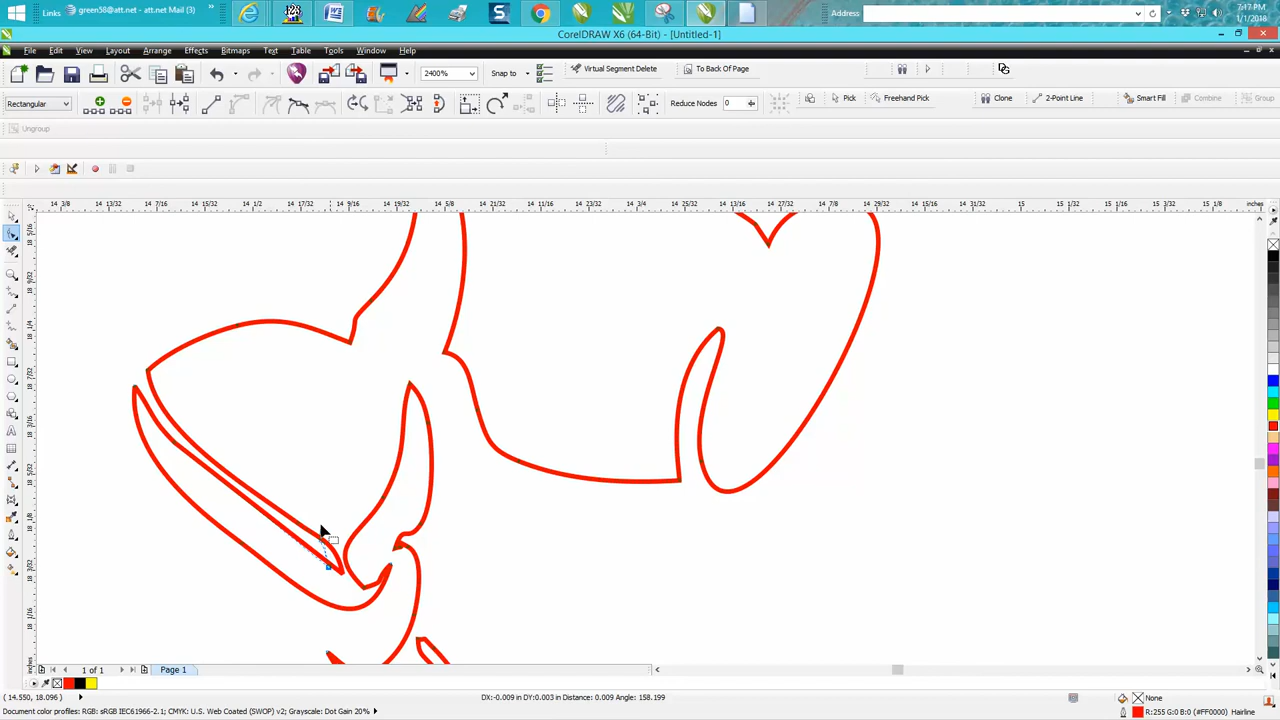 Links
green58@att.net - att.net Mail (3)
Address
7:17 PM
1/1/2018
CorelDRAW X6 (64-Bit) - [Untitled-1]
File Edit View Layout Arrange Effects Bitmaps Text Table Tools Window Help
2400% Snap to Virtual Segment Delete To Back Of Page
Rectangular Reduce Nodes 0 Pick Freehand Pick Clone 2-Point Line Smart Fill Combine Group
Ungroup
14 3/8 14 13/32 14 7/16 14 15/32 14 1/2 14 17/32 14 9/16 14 19/32 14 5/8 14 21/32 14 11/16 14 23/32 14 3/4 14 25/32 14 13/16 14 27/32 14 7/8 14 29/32 14 15/16 14 31/32 15 15 1/32 15 1/16 15 3/32 15 1/8 inches
1 of 1 Page 1
(14.550, 18.096) DX:-0.009 in DY:0.003 in Distance: 0.009 Angle: 158.199 None
Document color profiles: RGB: sRGB IEC61966-2.1; CMYK: U.S. Web Coated (SWOP) v2; Grayscale: Dot Gain 20% R:255 G:0 B:0 (#FF0000) Hairline